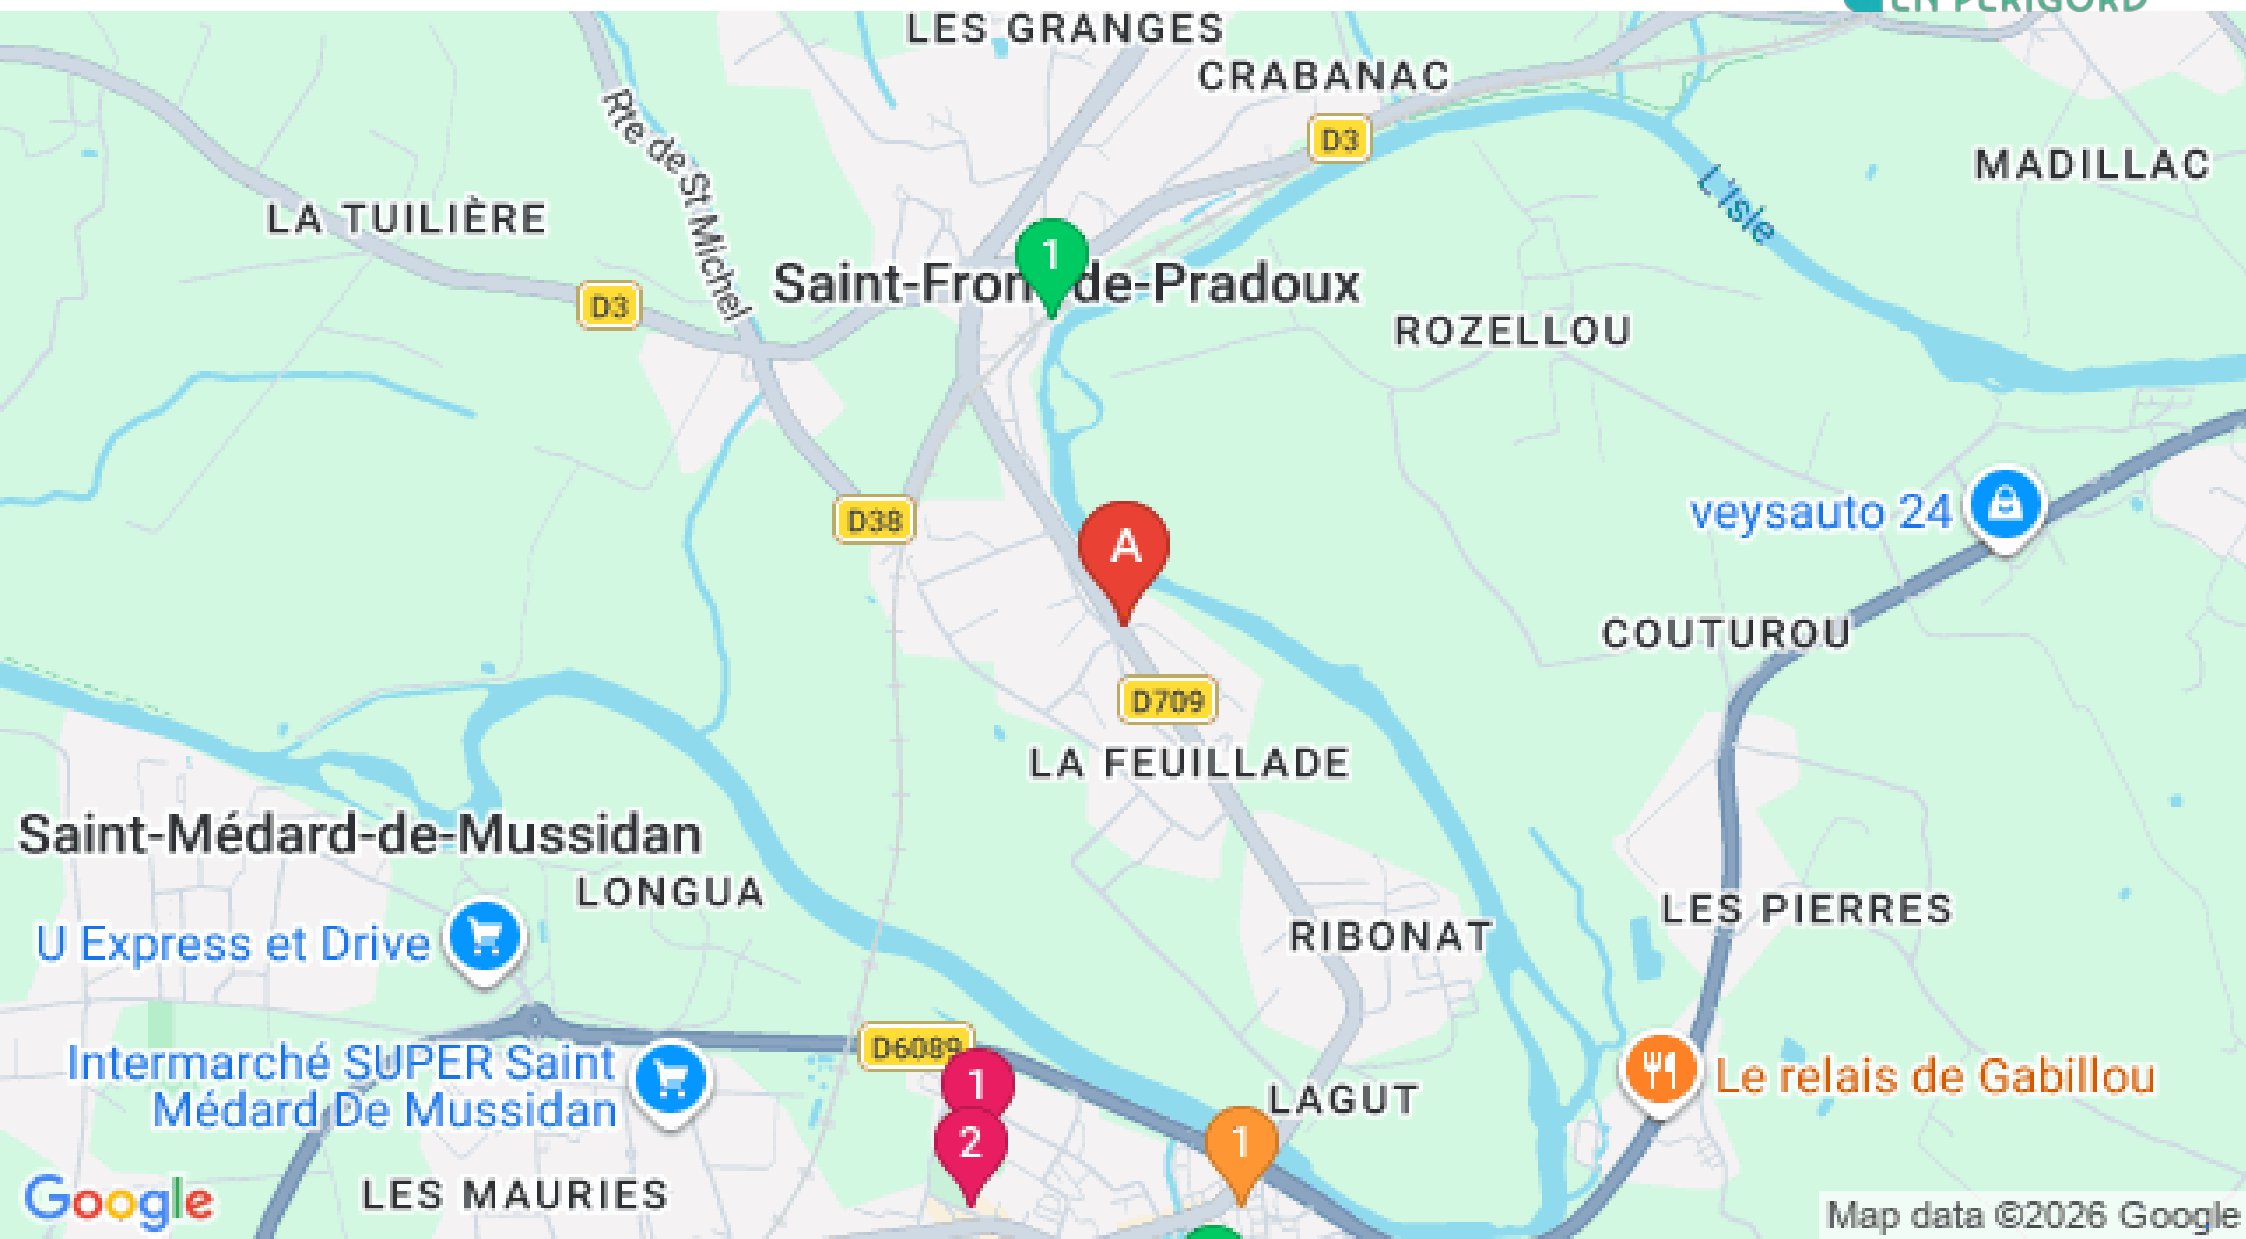 EN PÉRIGORD
LES GRANGES
CRABANAC
D3
MADILLAC
Rte de St Michel
L'Isle
LA TUILIÈRE
1
Saint-Front-de-Pradoux
D3
ROZELLOU
veysauto 24
D38
A
COUTUROU
D709
LA FEUILLADE
Saint-Médard-de-Mussidan
LONGUA
LES PIERRES
U Express et Drive
RIBONAT
D6089
Intermarché SUPER Saint
Médard De Mussidan
1
Le relais de Gabillou
LAGUT
2
1
LES MAURIES
Google
Map data ©2026 Google